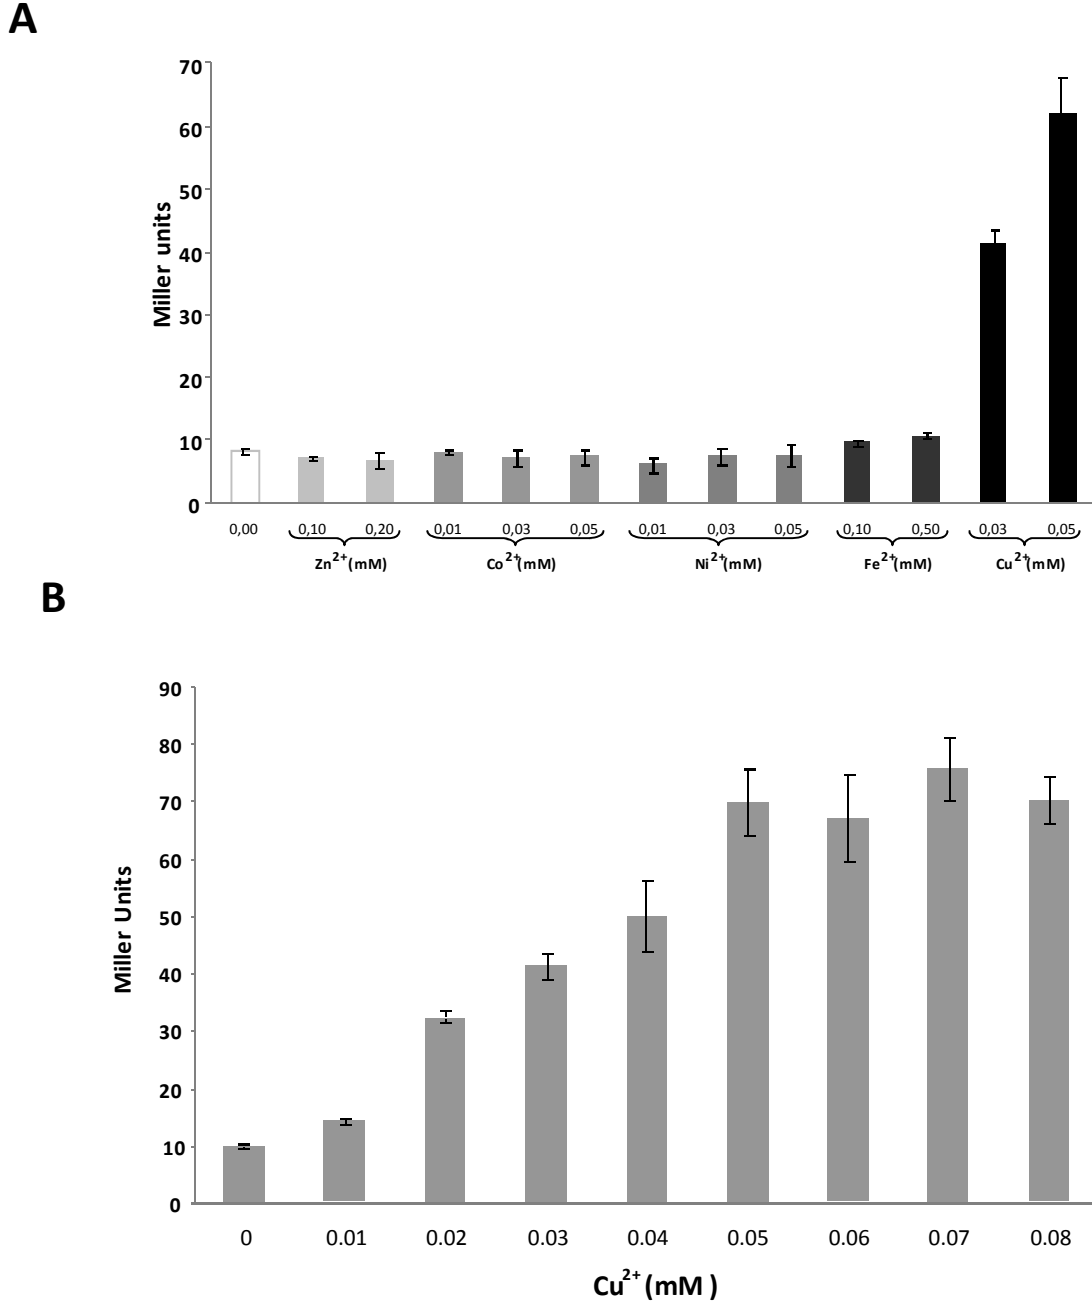 A
70
60
50
40
30
20
10
0
Miller units
0,00 0,10 0,20 0,01 0,03 0,05 0,01 0,03 0,05 0,10 0,50 0,03 0,05
Zn2+(mM) Co2+(mM) Ni2+(mM) Fe2+(mM) Cu2+(mM)
B
90
80
70
60
50
40
30
20
10
0
Miller Units
0 0.01 0.02 0.03 0.04 0.05 0.06 0.07 0.08
Cu2+ (mM )